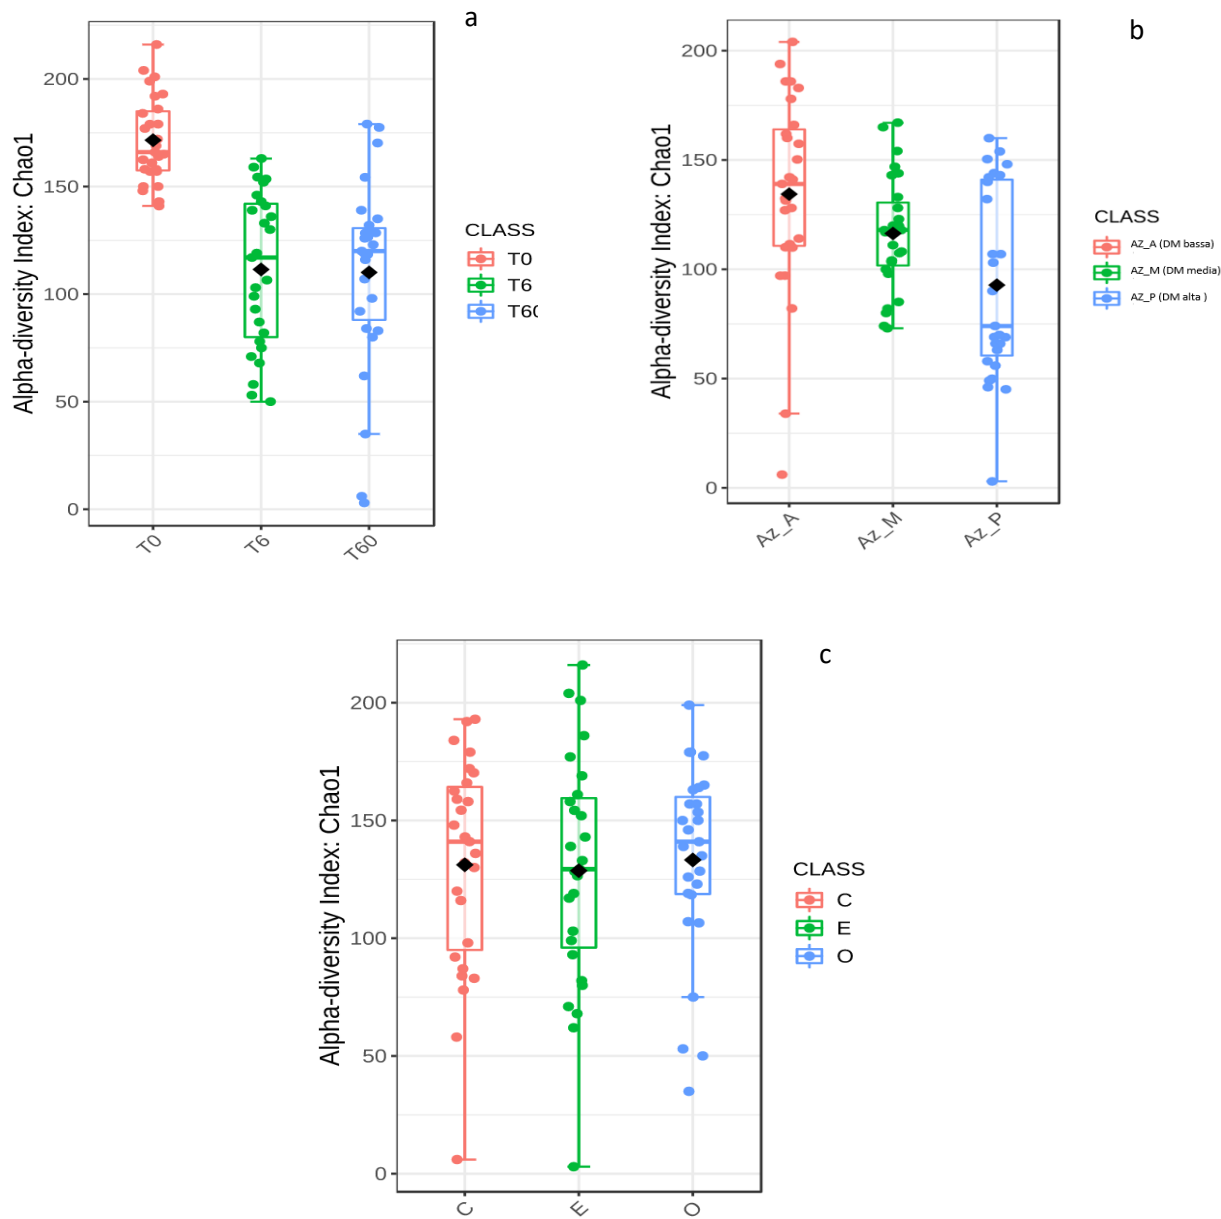 a
Alpha-diversity Index: Chao1
200
150
100
50
0
T0
T6
T60
CLASS
T0
T6
T60
b
Alpha-diversity Index: Chao1
200
150
100
50
0
Az_A
Az_M
Az_P
CLASS
AZ_A (DM bassa)
AZ_M (DM media)
AZ_P (DM alta )
c
Alpha-diversity Index: Chao1
200
150
100
50
0
C
E
O
CLASS
C
E
O